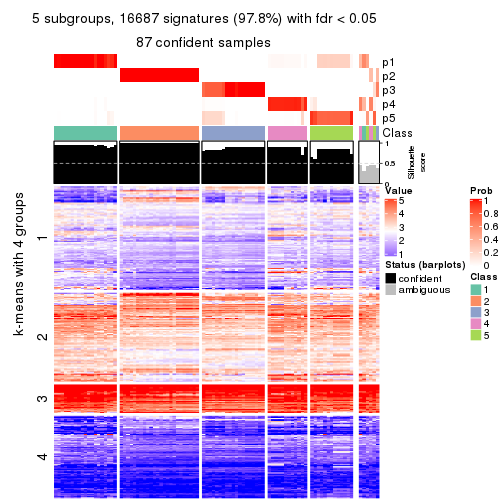 5 subgroups, 16687 signatures (97.8%) with fdr < 0.05
87 confident samples
p1
p2
p3
p4
p5
Class
1
0.5
0
Silhouette
score
k-means with 4 groups
1
2
3
4
Value
5
4
3
2
1
Status (barplots)
confident
ambiguous
Prob
1
0.8
0.6
0.4
0.2
0
Class
1
2
3
4
5